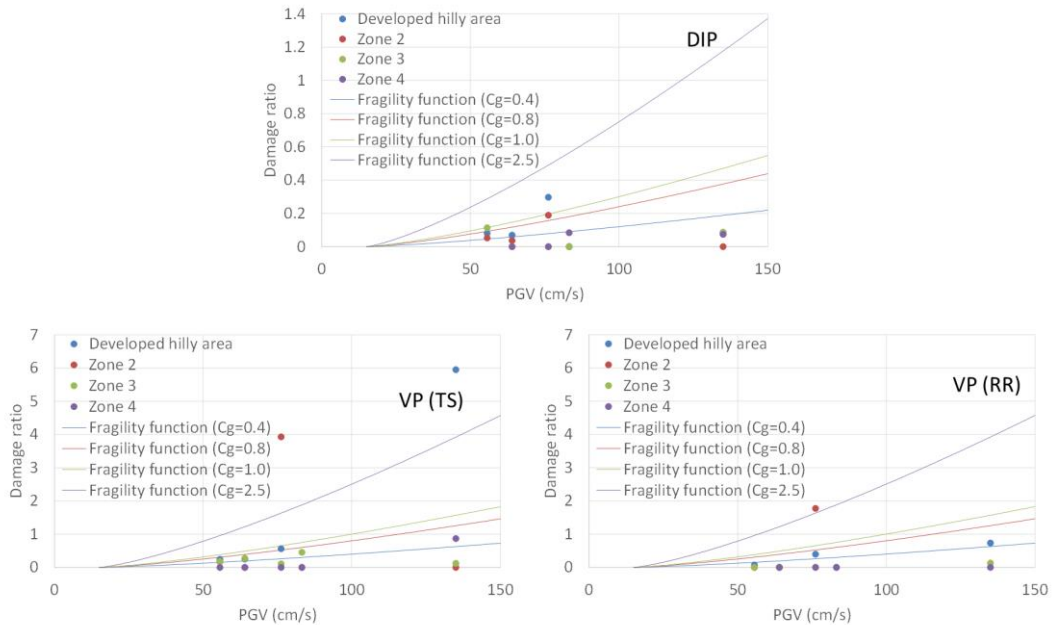 1.4
1.2
1
0.8
0.6
0.4
0.2
0
Damage ratio
Developed hilly area
Zone 2
Zone 3
Zone 4
Fragility function (Cg=0.4)
Fragility function (Cg=0.8)
Fragility function (Cg=1.0)
Fragility function (Cg=2.5)
DIP
0 50 100 150
PGV (cm/s)
7
6
5
4
3
2
1
0
Damage ratio
Developed hilly area
Zone 2
Zone 3
Zone 4
Fragility function (Cg=0.4)
Fragility function (Cg=0.8)
Fragility function (Cg=1.0)
Fragility function (Cg=2.5)
VP (TS)
0 50 100 150
PGV (cm/s)
7
6
5
4
3
2
1
0
Damage ratio
Developed hilly area
Zone 2
Zone 3
Zone 4
Fragility function (Cg=0.4)
Fragility function (Cg=0.8)
Fragility function (Cg=1.0)
Fragility function (Cg=2.5)
VP (RR)
0 50 100 150
PGV (cm/s)